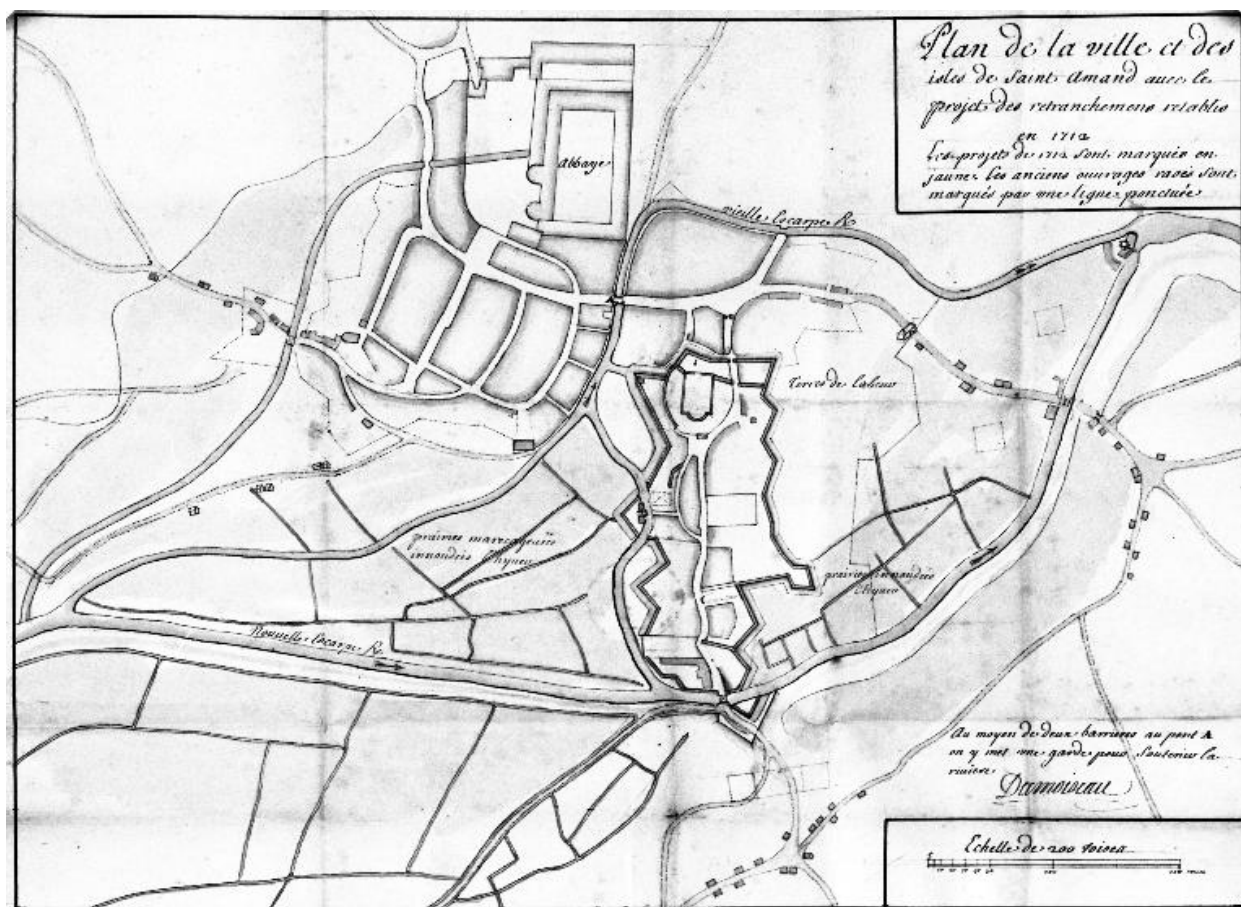 Plan de la ville et des
isles de Saint Amand avec le
projet des retranchemens retablis
en 1712
Les projets de 1712 sont marqués en
jaune les anciens ouvrages rasés sont
marqués par une ligne ponctuée
Abbaye
vieille lescarpe R.
Terres de labeur
prairies marecageuses
innondées l'hyver
prairies innondées
l'hyver
Nouvelle lescarpe R.
Au moyen de deux barrieres au pont A
on y met une garde pour soutenir la
riviere
Damoiseau
Echelle de 200 toises